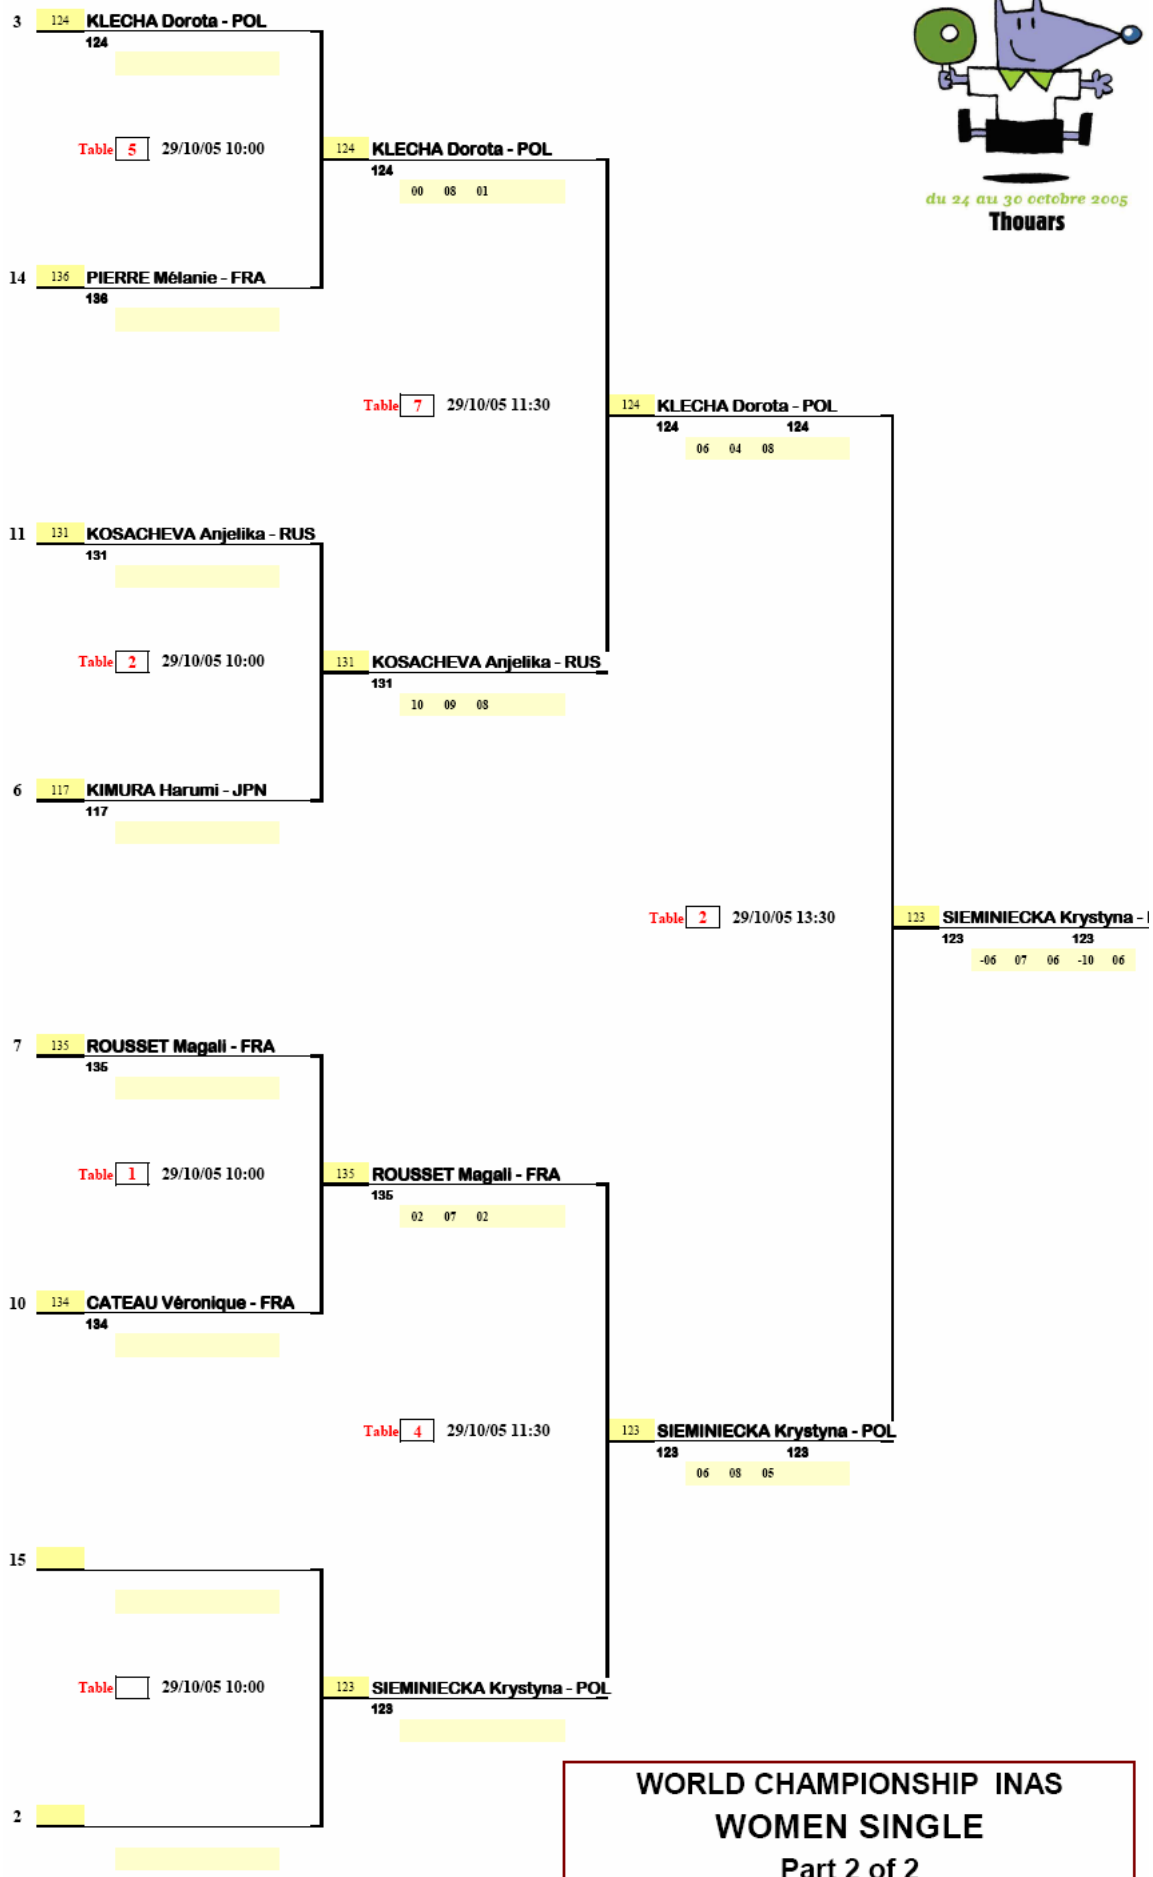 3 124 KLECHA Dorota - POL
124
du 24 au 30 octobre 2005
Thouars
Table 5 29/10/05 10:00
124 KLECHA Dorota - POL
124
00 08 01
14 136 PIERRE Mélanie - FRA
136
Table 7 29/10/05 11:30
124 KLECHA Dorota - POL
124 124
06 04 08
11 131 KOSACHEVA Anjelika - RUS
131
Table 2 29/10/05 10:00
131 KOSACHEVA Anjelika - RUS
131
10 09 08
6 117 KIMURA Harumi - JPN
117
Table 2 29/10/05 13:30
123 SIEMINIECKA Krystyna -
123 123
-06 07 06 -10 06
7 135 ROUSSET Magali - FRA
135
Table 1 29/10/05 10:00
135 ROUSSET Magali - FRA
135
02 07 02
10 134 CATEAU Véronique - FRA
134
Table 4 29/10/05 11:30
123 SIEMINIECKA Krystyna - POL
123 123
06 08 05
15
Table 29/10/05 10:00
123 SIEMINIECKA Krystyna - POL
123
2
WORLD CHAMPIONSHIP INAS
WOMEN SINGLE
Part 2 of 2